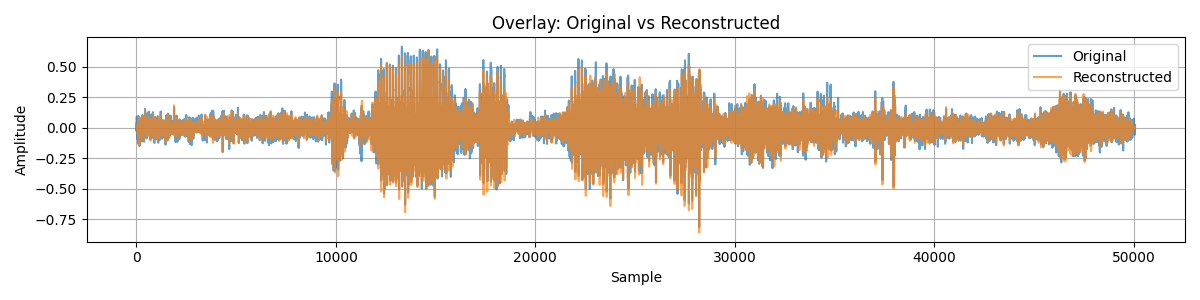 Overlay: Original vs Reconstructed
Original
Reconstructed
Amplitude
0.50
0.25
0.00
−0.25
−0.50
−0.75
0
10000
20000
30000
40000
50000
Sample